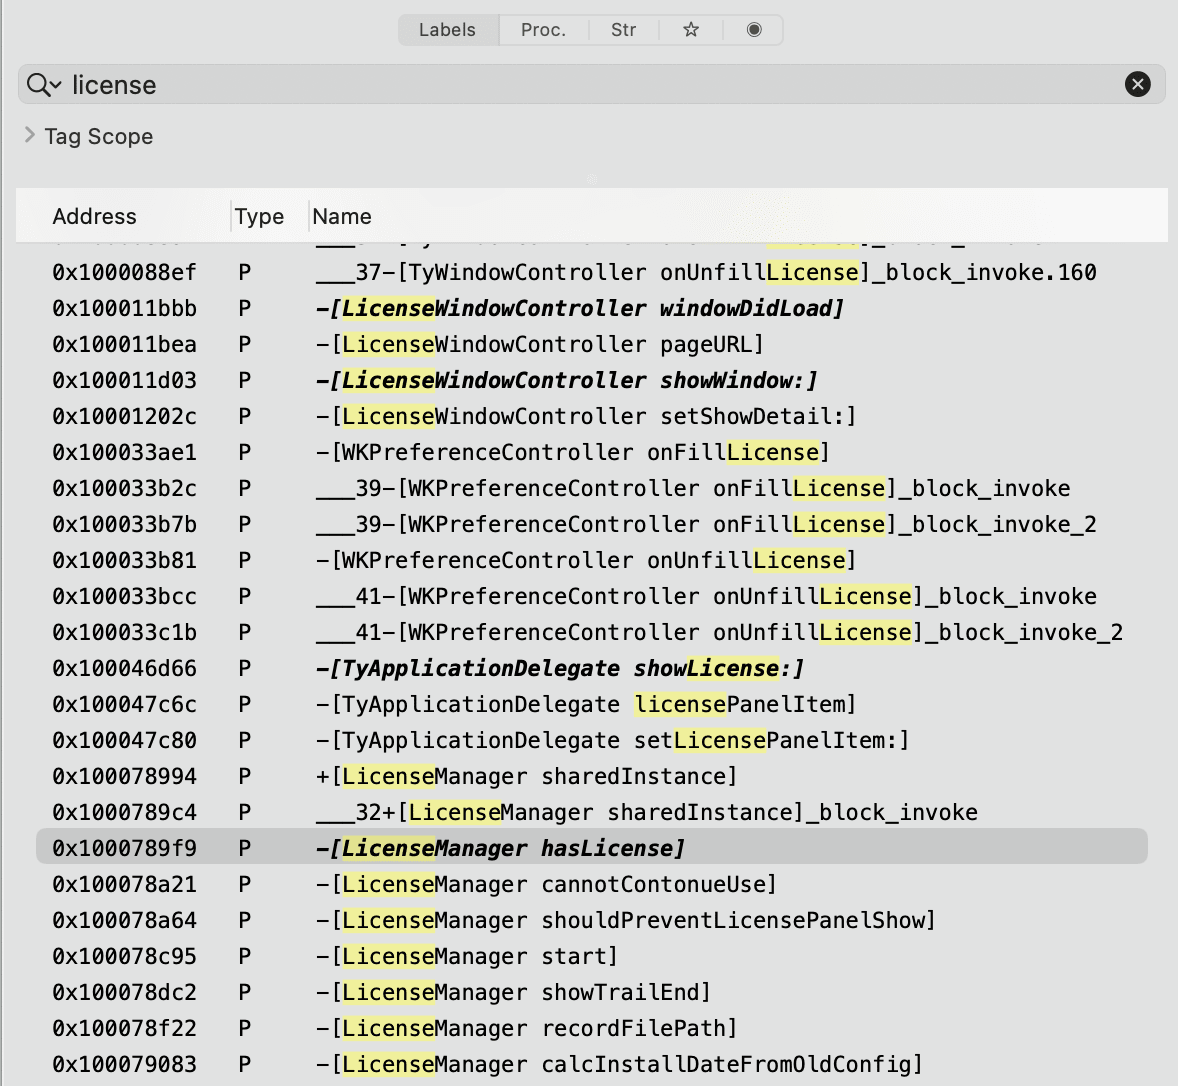 Labels Proc. Str
license
Tag Scope
Address Type Name
0x1000088ef P ___37-[TyWindowController onUnfillLicense]_block_invoke.160
0x100011bbb P -[LicenseWindowController windowDidLoad]
0x100011bea P -[LicenseWindowController pageURL]
0x100011d03 P -[LicenseWindowController showWindow:]
0x10001202c P -[LicenseWindowController setShowDetail:]
0x100033ae1 P -[WKPreferenceController onFillLicense]
0x100033b2c P ___39-[WKPreferenceController onFillLicense]_block_invoke
0x100033b7b P ___39-[WKPreferenceController onFillLicense]_block_invoke_2
0x100033b81 P -[WKPreferenceController onUnfillLicense]
0x100033bcc P ___41-[WKPreferenceController onUnfillLicense]_block_invoke
0x100033c1b P ___41-[WKPreferenceController onUnfillLicense]_block_invoke_2
0x100046d66 P -[TyApplicationDelegate showLicense:]
0x100047c6c P -[TyApplicationDelegate licensePanelItem]
0x100047c80 P -[TyApplicationDelegate setLicensePanelItem:]
0x100078994 P +[LicenseManager sharedInstance]
0x1000789c4 P ___32+[LicenseManager sharedInstance]_block_invoke
0x1000789f9 P -[LicenseManager hasLicense]
0x100078a21 P -[LicenseManager cannotContonueUse]
0x100078a64 P -[LicenseManager shouldPreventLicensePanelShow]
0x100078c95 P -[LicenseManager start]
0x100078dc2 P -[LicenseManager showTrailEnd]
0x100078f22 P -[LicenseManager recordFilePath]
0x100079083 P -[LicenseManager calcInstallDateFromOldConfig]